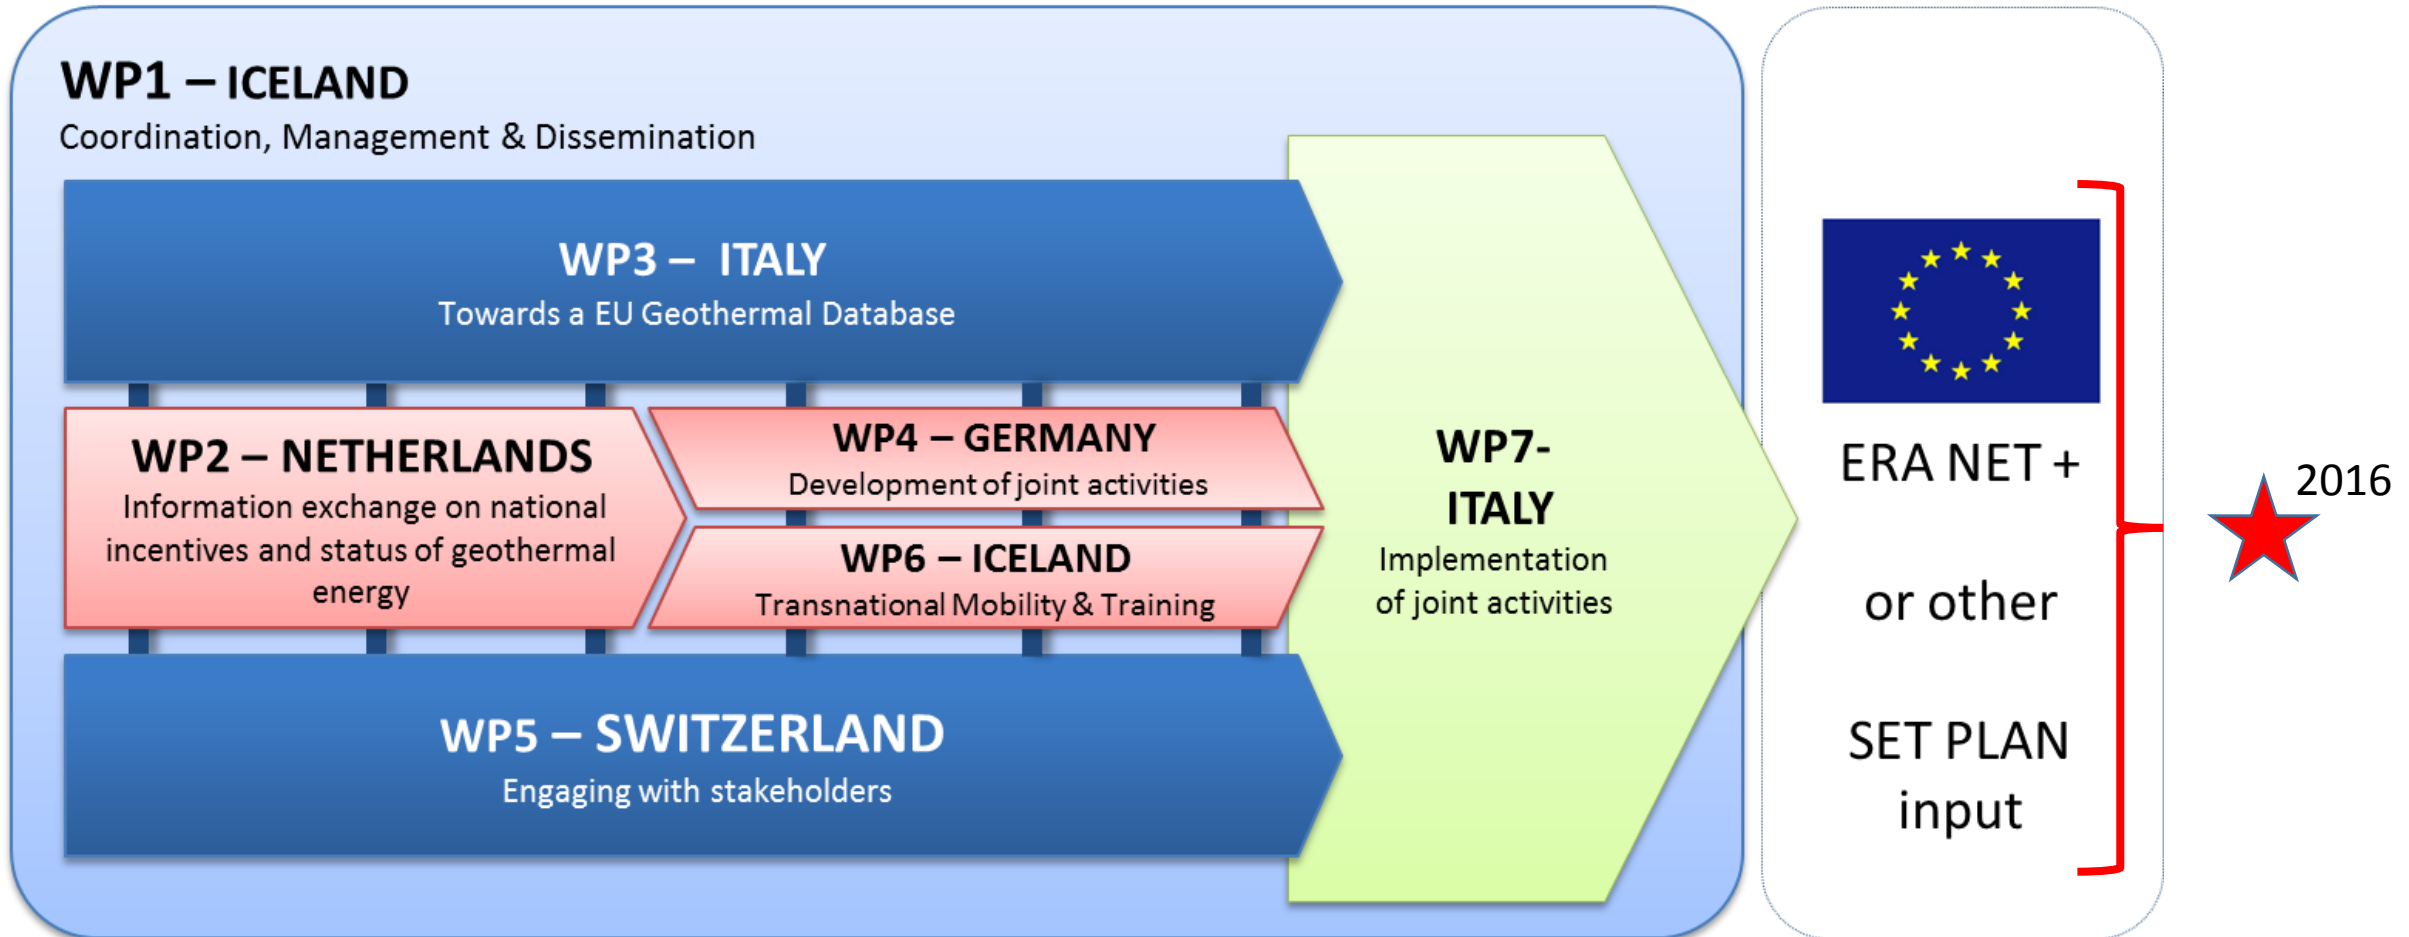 WP1 – ICELAND
Coordination, Management & Dissemination
WP3 – ITALY
Towards a EU Geothermal Database
WP2 – NETHERLANDS
Information exchange on national
incentives and status of geothermal
energy
WP4 – GERMANY
Development of joint activities
WP6 – ICELAND
Transnational Mobility & Training
WP5 – SWITZERLAND
Engaging with stakeholders
WP7-
ITALY
Implementation
of joint activities
ERA NET +
or other
SET PLAN
input
2016